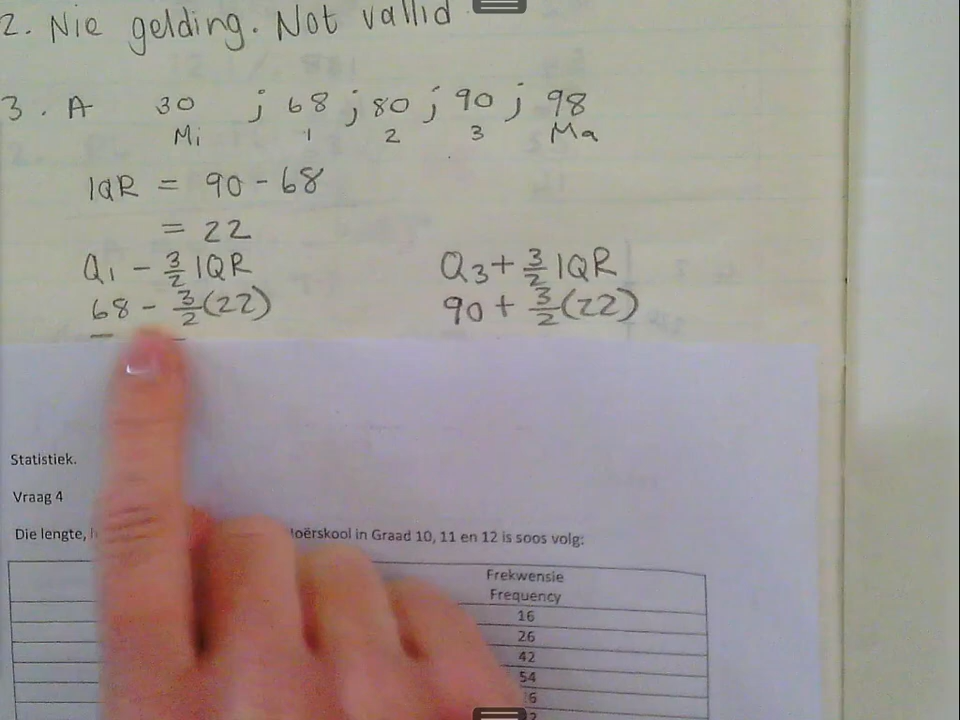 2. Nie gelding. Not vallid
3. A 30 ; 68 ; 80 ; 90 ; 98
Mi 1 2 3 Ma
IQR = 90 - 68
= 22
Q1 - 3/2 IQR Q3 + 3/2 IQR
68 - 3/2 (22) 90 + 3/2 (22)
Statistiek.
Vraag 4
Die lengte, Hoërskool in Graad 10, 11 en 12 is soos volg:
Frekwensie
Frequency
16
26
42
54